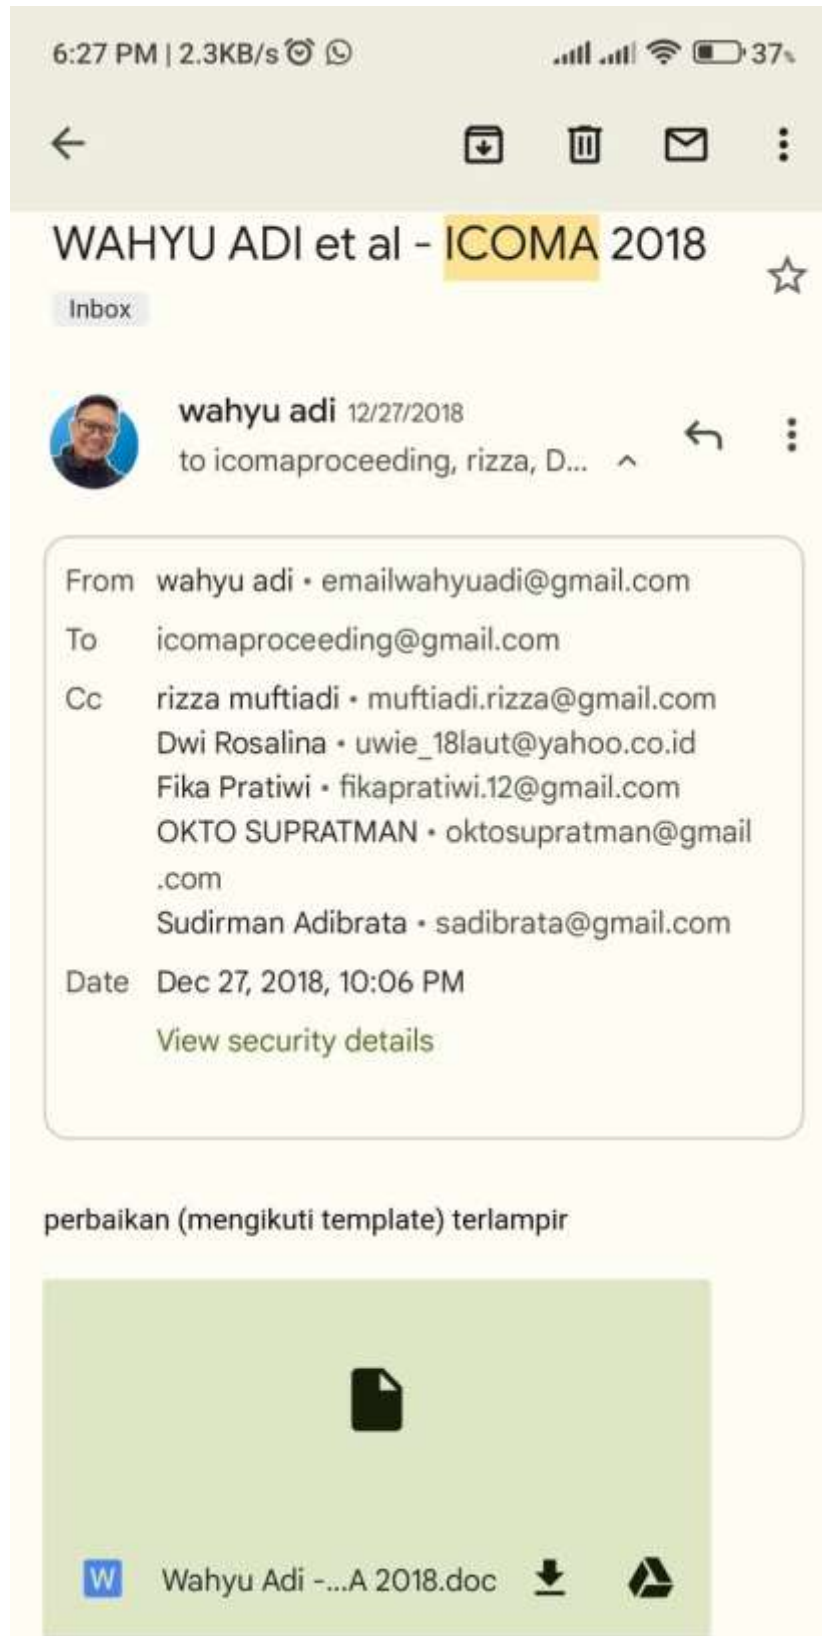 6:27 PM | 2.3KB/s
37%
WAHYU ADI et al - ICOMA 2018
Inbox
wahyu adi 12/27/2018
to icomaproceeding, rizza, D...
From wahyu adi • emailwahyuadi@gmail.com
To icomaproceeding@gmail.com
Cc rizza muftiadi • muftiadi.rizza@gmail.com
Dwi Rosalina • uwie_18laut@yahoo.co.id
Fika Pratiwi • fikapratiwi.12@gmail.com
OKTO SUPRATMAN • oktosupratman@gmail
.com
Sudirman Adibrata • sadibrata@gmail.com
Date Dec 27, 2018, 10:06 PM
View security details
perbaikan (mengikuti template) terlampir
W Wahyu Adi -...A 2018.doc